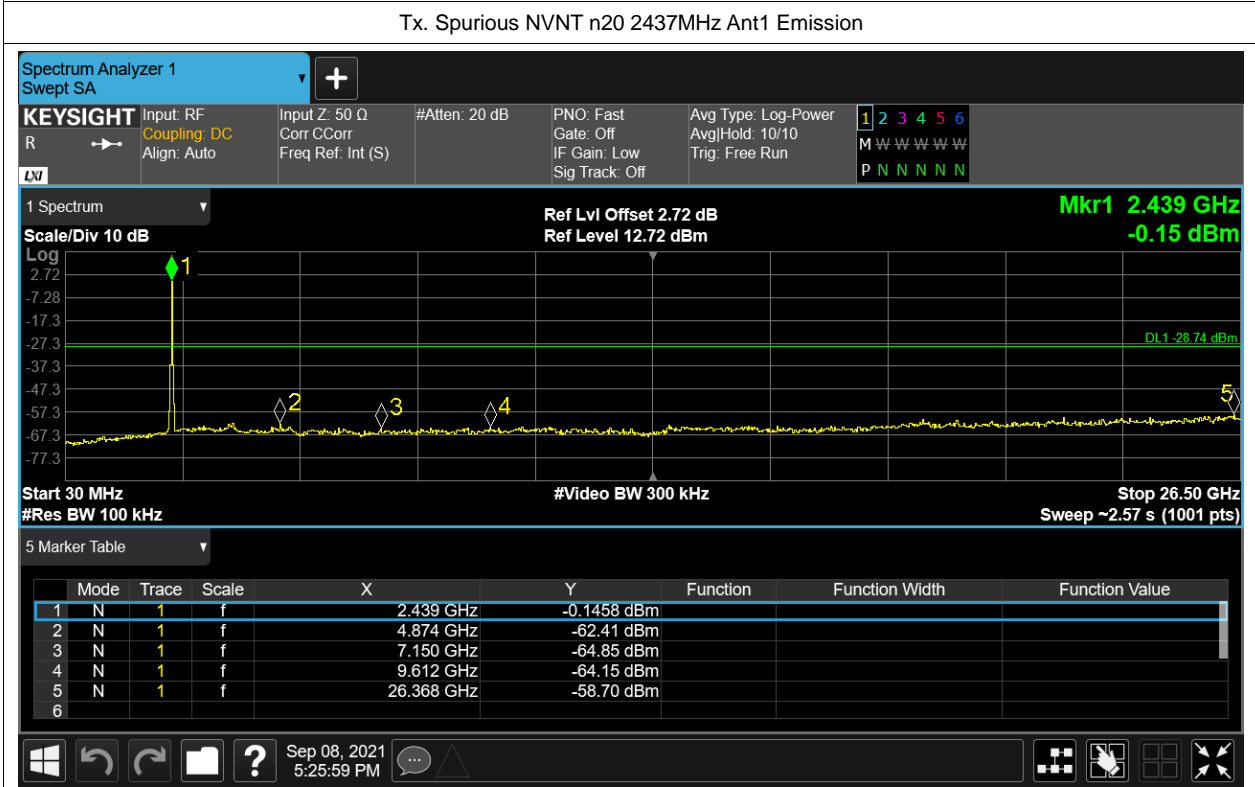 Tx. Spurious NVNT n20 2437MHz Ant1 Emission
Spectrum Analyzer 1
Swept SA
KEYSIGHT Input: RF Input Z: 50 Ω #Atten: 20 dB PNO: Fast Avg Type: Log-Power 1 2 3 4 5 6
R Coupling: DC Corr CCorr Gate: Off Avg|Hold: 10/10 M W W W W W
Align: Auto Freq Ref: Int (S) IF Gain: Low Trig: Free Run
LXI Sig Track: Off P N N N N N
1 Spectrum Ref Lvl Offset 2.72 dB Mkr1 2.439 GHz
Scale/Div 10 dB Ref Level 12.72 dBm -0.15 dBm
Log
1
2.72
-7.28
-17.3
-27.3 DL1 -28.74 dBm
-37.3
-47.3
2 3 4 5
-57.3
-67.3
-77.3
Start 30 MHz #Video BW 300 kHz Stop 26.50 GHz
#Res BW 100 kHz Sweep ~2.57 s (1001 pts)
5 Marker Table
Mode Trace Scale X Y Function Function Width Function Value
1 N 1 f 2.439 GHz -0.1458 dBm
2 N 1 f 4.874 GHz -62.41 dBm
3 N 1 f 7.150 GHz -64.85 dBm
4 N 1 f 9.612 GHz -64.15 dBm
5 N 1 f 26.368 GHz -58.70 dBm
6
? Sep 08, 2021
5:25:59 PM